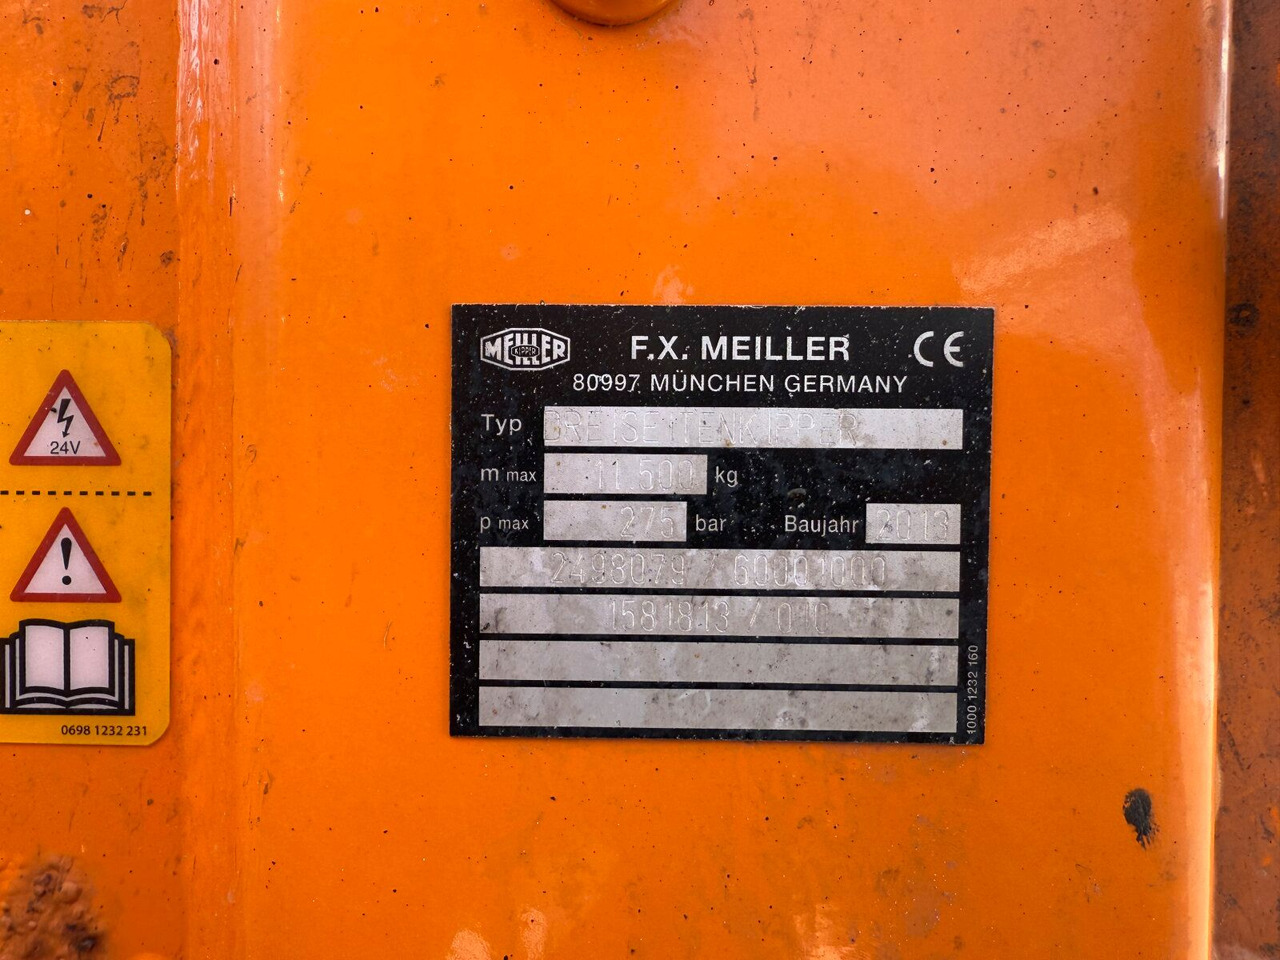 MEILLER
KIPPER
F.X. MEILLER
CE
80997 MÜNCHEN GERMANY
Typ DREISEITENKIPPER
m max 11.500 kg
p max 275 bar Baujahr 2013
2498079 / 60001000
1581813 / 010
1000 1232 160
24V
!
0698 1232 231